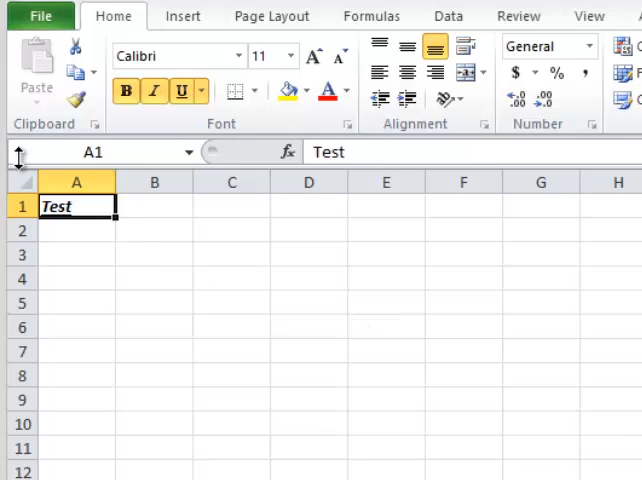 File Home Insert Page Layout Formulas Data Review View
Calibri 11 A A General
Paste B I U A $ % ,
.00 .00
Clipboard Font Alignment Number
A1 fx Test
A B C D E F G H
1 Test
2
3
4
5
6
7
8
9
10
11
12